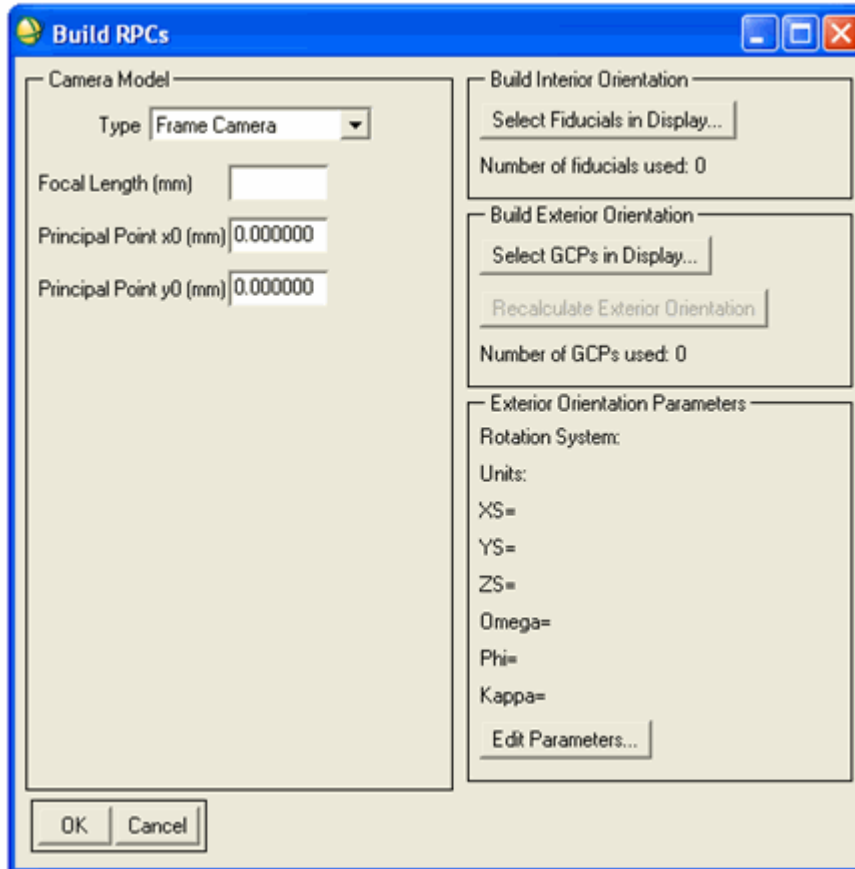 Build RPCs
Camera Model
Type Frame Camera
Focal Length (mm)
Principal Point x0 (mm) 0.000000
Principal Point y0 (mm) 0.000000
Build Interior Orientation
Select Fiducials in Display...
Number of fiducials used: 0
Build Exterior Orientation
Select GCPs in Display...
Recalculate Exterior Orientation
Number of GCPs used: 0
Exterior Orientation Parameters
Rotation System:
Units:
XS=
YS=
ZS=
Omega=
Phi=
Kappa=
Edit Parameters...
OK Cancel